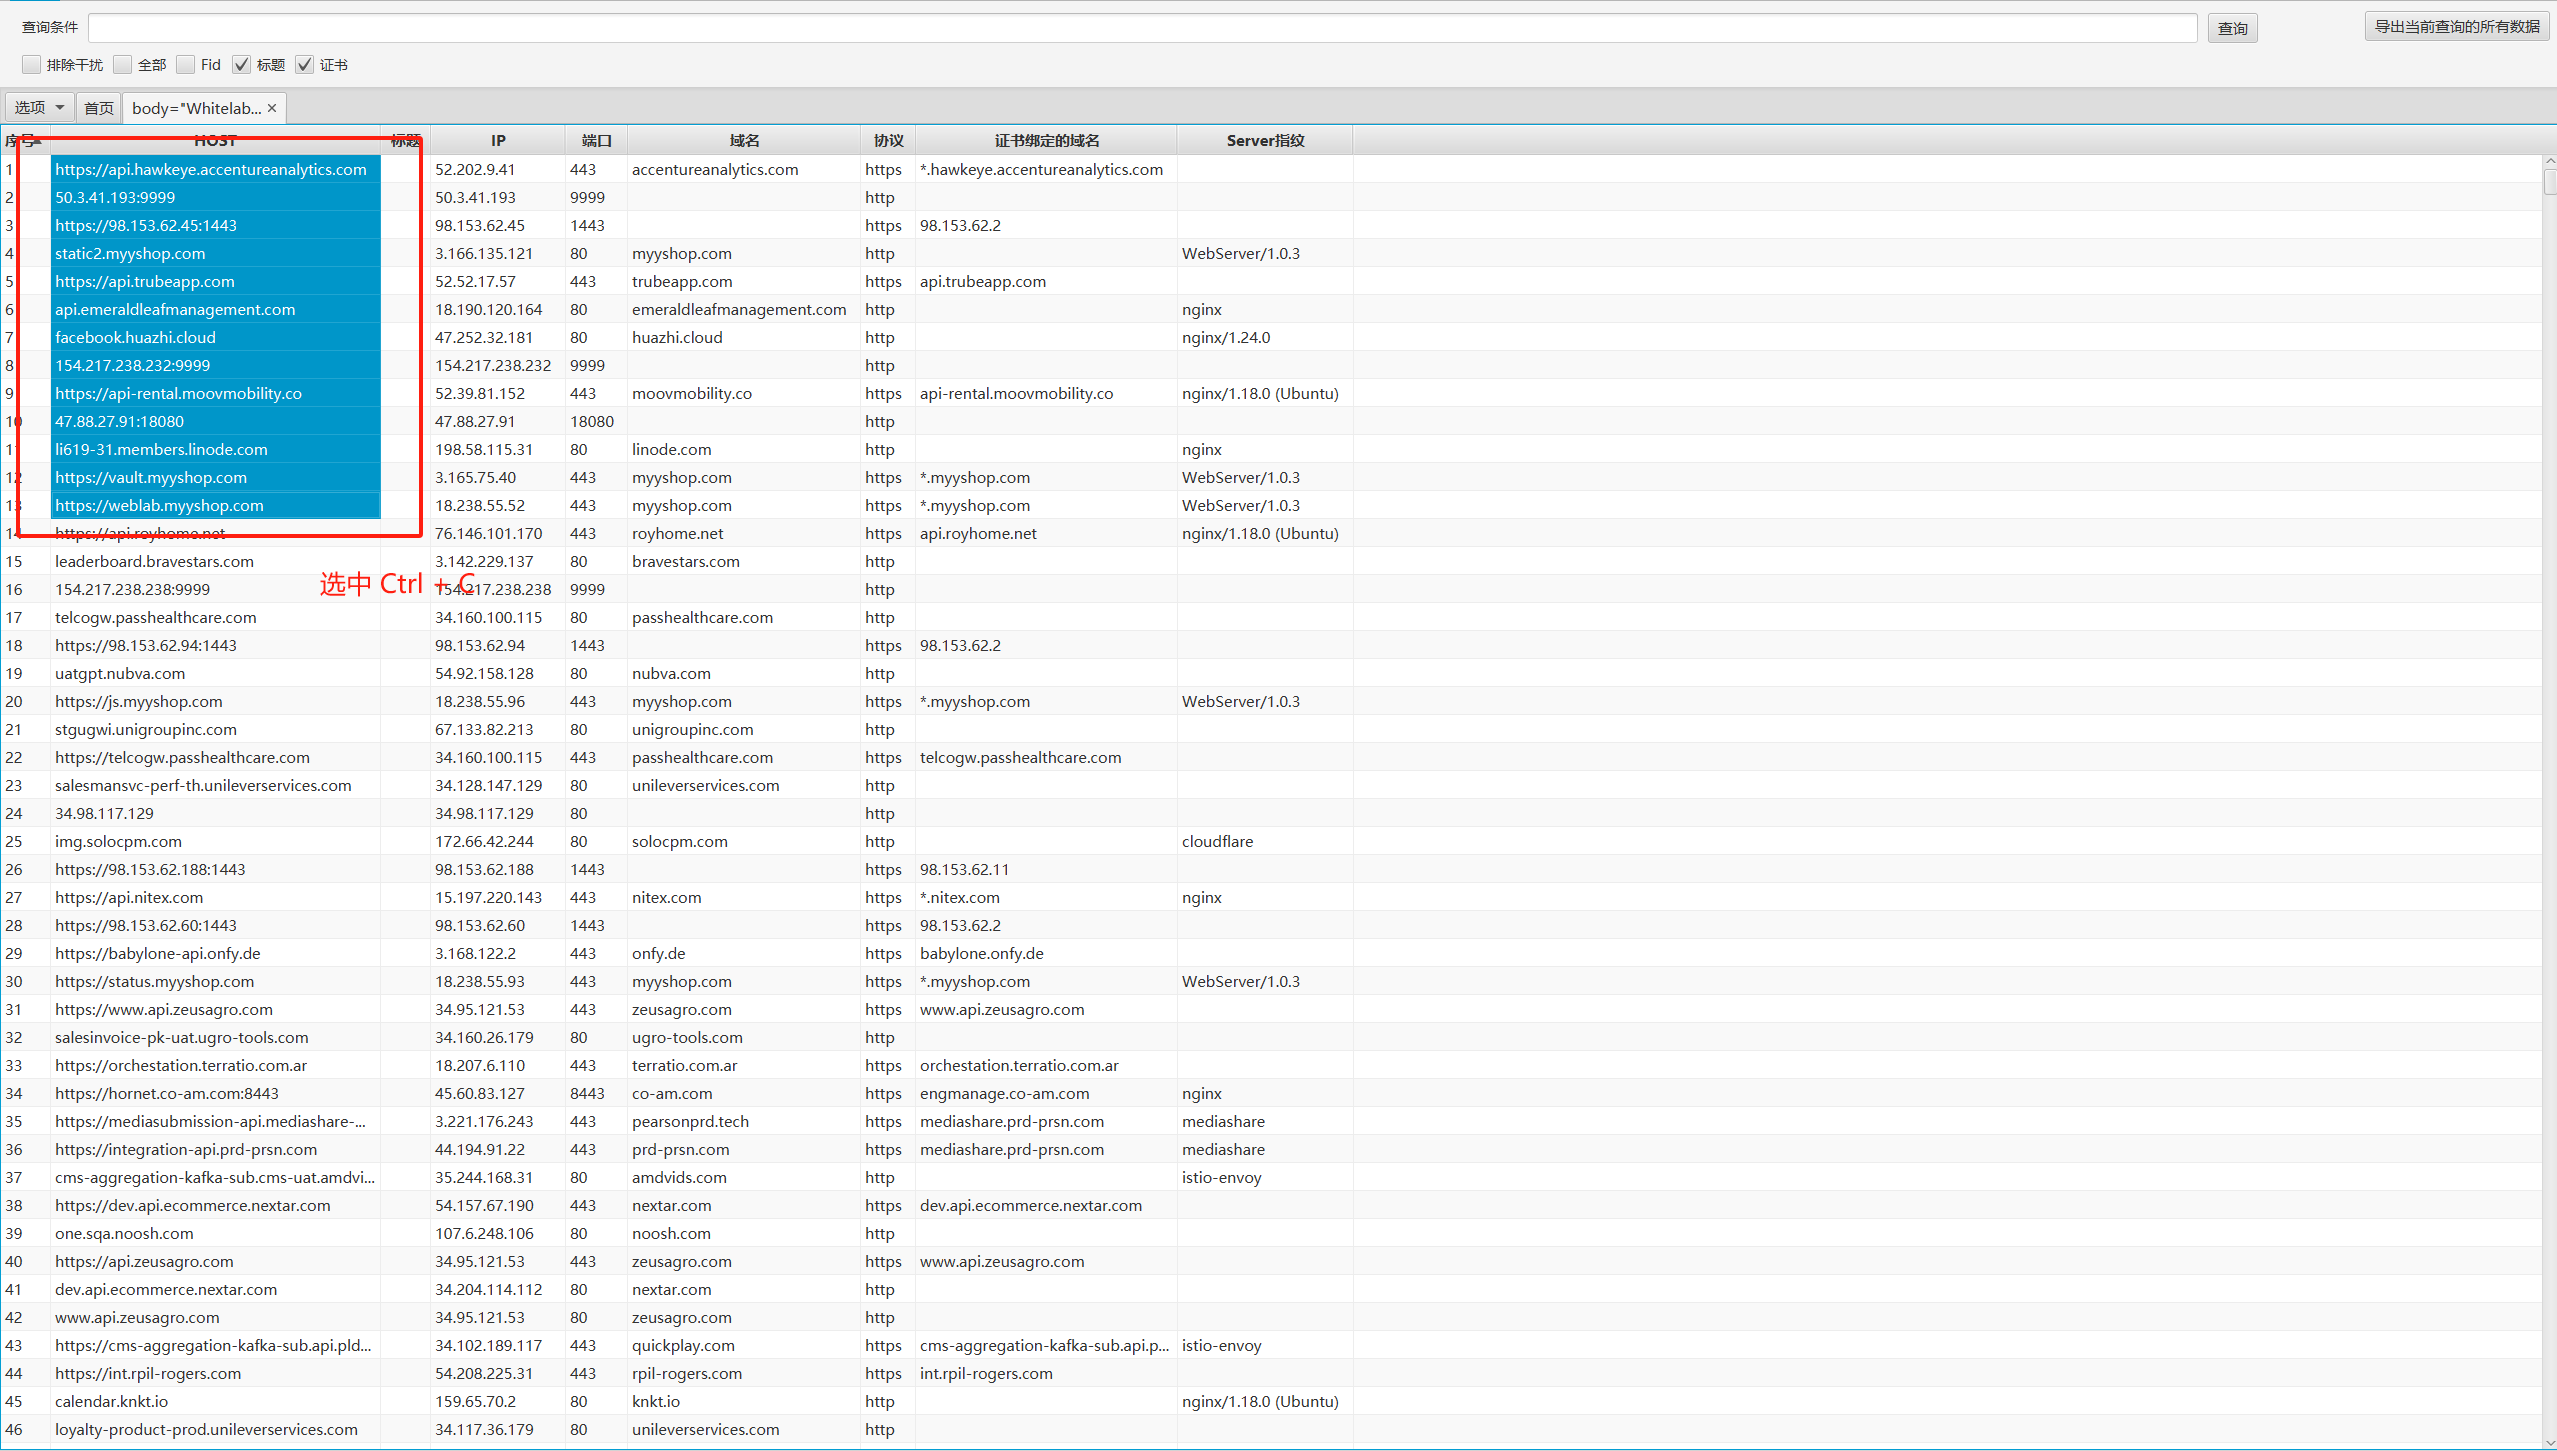 查询条件 查询 导出当前查询的所有数据
排除干扰 全部 Fid 标题 证书
选项 首页 body="Whitelab... ×
序号 HOST 标题 IP 端口 域名 协议 证书绑定的域名 Server指纹
1 https://api.hawkeye.accentureanalytics.com 52.202.9.41 443 accentureanalytics.com https *.hawkeye.accentureanalytics.com
2 50.3.41.193:9999 50.3.41.193 9999 http
3 https://98.153.62.45:1443 98.153.62.45 1443 https 98.153.62.2
4 static2.myyshop.com 3.166.135.121 80 myyshop.com http WebServer/1.0.3
5 https://api.trubeapp.com 52.52.17.57 443 trubeapp.com https api.trubeapp.com
6 api.emeraldleafmanagement.com 18.190.120.164 80 emeraldleafmanagement.com http nginx
7 facebook.huazhi.cloud 47.252.32.181 80 huazhi.cloud http nginx/1.24.0
8 154.217.238.232:9999 154.217.238.232 9999 http
9 https://api-rental.moovmobility.co 52.39.81.152 443 moovmobility.co https api-rental.moovmobility.co nginx/1.18.0 (Ubuntu)
10 47.88.27.91:18080 47.88.27.91 18080 http
11 li619-31.members.linode.com 198.58.115.31 80 linode.com http nginx
12 https://vault.myyshop.com 3.165.75.40 443 myyshop.com https *.myyshop.com WebServer/1.0.3
13 https://weblab.myyshop.com 18.238.55.52 443 myyshop.com https *.myyshop.com WebServer/1.0.3
14 https://api.royhome.net 76.146.101.170 443 royhome.net https api.royhome.net nginx/1.18.0 (Ubuntu)
15 leaderboard.bravestars.com 3.142.229.137 80 bravestars.com http
选中 Ctrl + C
16 154.217.238.238:9999 154.217.238.238 9999 http
17 telcogw.passhealthcare.com 34.160.100.115 80 passhealthcare.com http
18 https://98.153.62.94:1443 98.153.62.94 1443 https 98.153.62.2
19 uatgpt.nubva.com 54.92.158.128 80 nubva.com http
20 https://js.myyshop.com 18.238.55.96 443 myyshop.com https *.myyshop.com WebServer/1.0.3
21 stgugwi.unigroupinc.com 67.133.82.213 80 unigroupinc.com http
22 https://telcogw.passhealthcare.com 34.160.100.115 443 passhealthcare.com https telcogw.passhealthcare.com
23 salesmansvc-perf-th.unileverservices.com 34.128.147.129 80 unileverservices.com http
24 34.98.117.129 34.98.117.129 80 http
25 img.solocpm.com 172.66.42.244 80 solocpm.com http cloudflare
26 https://98.153.62.188:1443 98.153.62.188 1443 https 98.153.62.11
27 https://api.nitex.com 15.197.220.143 443 nitex.com https *.nitex.com nginx
28 https://98.153.62.60:1443 98.153.62.60 1443 https 98.153.62.2
29 https://babylone-api.onfy.de 3.168.122.2 443 onfy.de https babylone.onfy.de
30 https://status.myyshop.com 18.238.55.93 443 myyshop.com https *.myyshop.com WebServer/1.0.3
31 https://www.api.zeusagro.com 34.95.121.53 443 zeusagro.com https www.api.zeusagro.com
32 salesinvoice-pk-uat.ugro-tools.com 34.160.26.179 80 ugro-tools.com http
33 https://orchestation.terratio.com.ar 18.207.6.110 443 terratio.com.ar https orchestation.terratio.com.ar
34 https://hornet.co-am.com:8443 45.60.83.127 8443 co-am.com https engmanage.co-am.com nginx
35 https://mediasubmission-api.mediashare-... 3.221.176.243 443 pearsonprd.tech https mediashare.prd-prsn.com mediashare
36 https://integration-api.prd-prsn.com 44.194.91.22 443 prd-prsn.com https mediashare.prd-prsn.com mediashare
37 cms-aggregation-kafka-sub.cms-uat.amdvi... 35.244.168.31 80 amdvids.com http istio-envoy
38 https://dev.api.ecommerce.nextar.com 54.157.67.190 443 nextar.com https dev.api.ecommerce.nextar.com
39 one.sqa.noosh.com 107.6.248.106 80 noosh.com http
40 https://api.zeusagro.com 34.95.121.53 443 zeusagro.com https www.api.zeusagro.com
41 dev.api.ecommerce.nextar.com 34.204.114.112 80 nextar.com http
42 www.api.zeusagro.com 34.95.121.53 80 zeusagro.com http
43 https://cms-aggregation-kafka-sub.api.pld... 34.102.189.117 443 quickplay.com https cms-aggregation-kafka-sub.api.p... istio-envoy
44 https://int.rpil-rogers.com 54.208.225.31 443 rpil-rogers.com https int.rpil-rogers.com
45 calendar.knkt.io 159.65.70.2 80 knkt.io http nginx/1.18.0 (Ubuntu)
46 loyalty-product-prod.unileverservices.com 34.117.36.179 80 unileverservices.com http